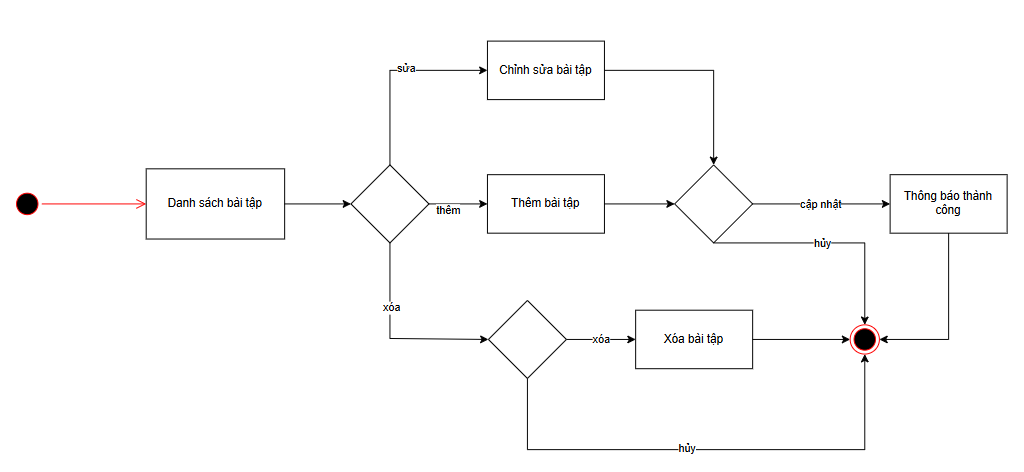 sửa
Chỉnh sửa bài tập
Danh sách bài tập
thêm
Thêm bài tập
cập nhật
Thông báo thành
công
hủy
xóa
xóa
Xóa bài tập
hủy